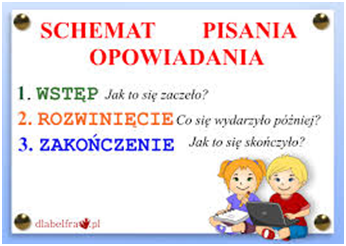 SCHEMAT PISANIA
OPOWIADANIA
1. WSTĘP Jak to się zaczeło?
2. ROZWINIĘCIE Co się wydarzyło później?
3. ZAKOŃCZENIE Jak to się skończyło?
dlabelfra.pl